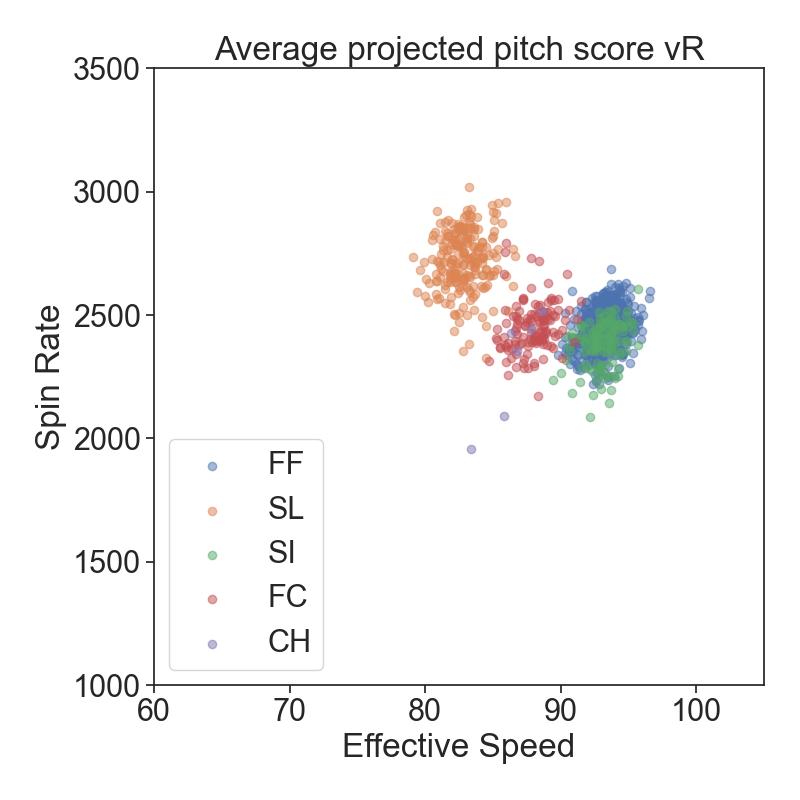 Average projected pitch score vR
3500
3000
2500
2000
1500
1000
Spin Rate
FF
SL
SI
FC
CH
60
70
80
90
100
Effective Speed